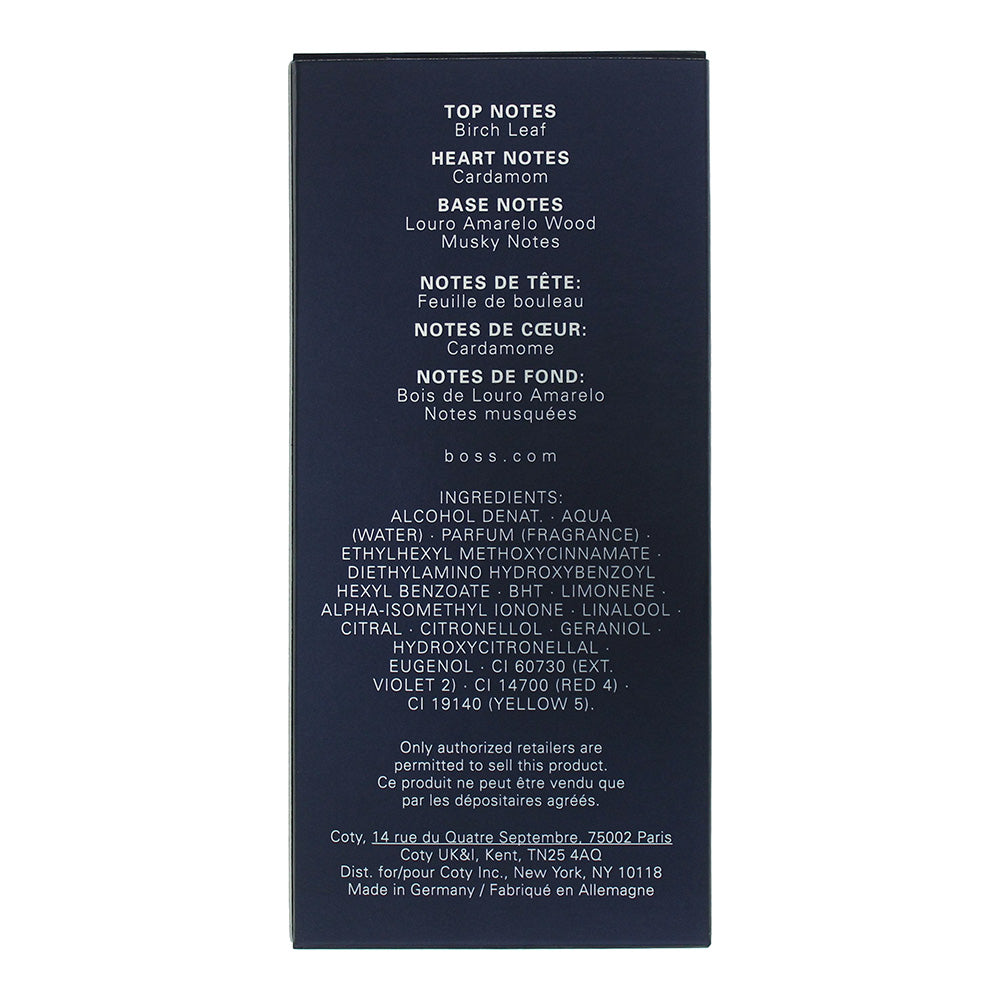 TOP NOTES
Birch Leaf
HEART NOTES
Cardamom
BASE NOTES
Louro Amarelo Wood
Musky Notes
NOTES DE TÊTE:
Feuille de bouleau
NOTES DE CŒUR:
Cardamome
NOTES DE FOND:
Bois de Louro Amarelo
Notes musquées
boss.com
INGREDIENTS:
ALCOHOL DENAT. · AQUA
(WATER) · PARFUM (FRAGRANCE) ·
ETHYLHEXYL METHOXYCINNAMATE ·
DIETHYLAMINO HYDROXYBENZOYL
HEXYL BENZOATE · BHT · LIMONENE ·
ALPHA-ISOMETHYL IONONE · LINALOOL ·
CITRAL · CITRONELLOL · GERANIOL ·
HYDROXYCITRONELLAL ·
EUGENOL · CI 60730 (EXT.
VIOLET 2) · CI 14700 (RED 4) ·
CI 19140 (YELLOW 5).
Only authorized retailers are
permitted to sell this product.
Ce produit ne peut être vendu que
par les dépositaires agréés.
Coty, 14 rue du Quatre Septembre, 75002 Paris
Coty UK&I, Kent, TN25 4AQ
Dist. for/pour Coty Inc., New York, NY 10118
Made in Germany / Fabriqué en Allemagne